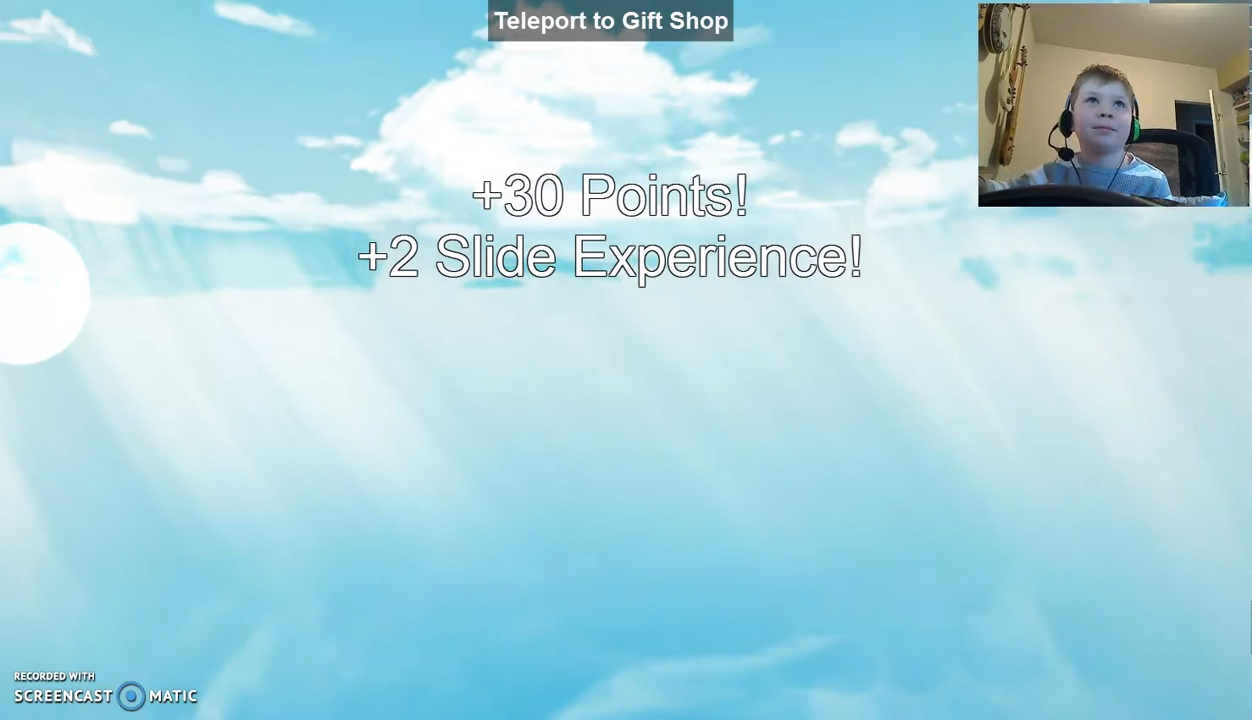 Teleport to Gift Shop
+30 Points!
+2 Slide Experience!
RECORDED WITH
SCREENCAST MATIC